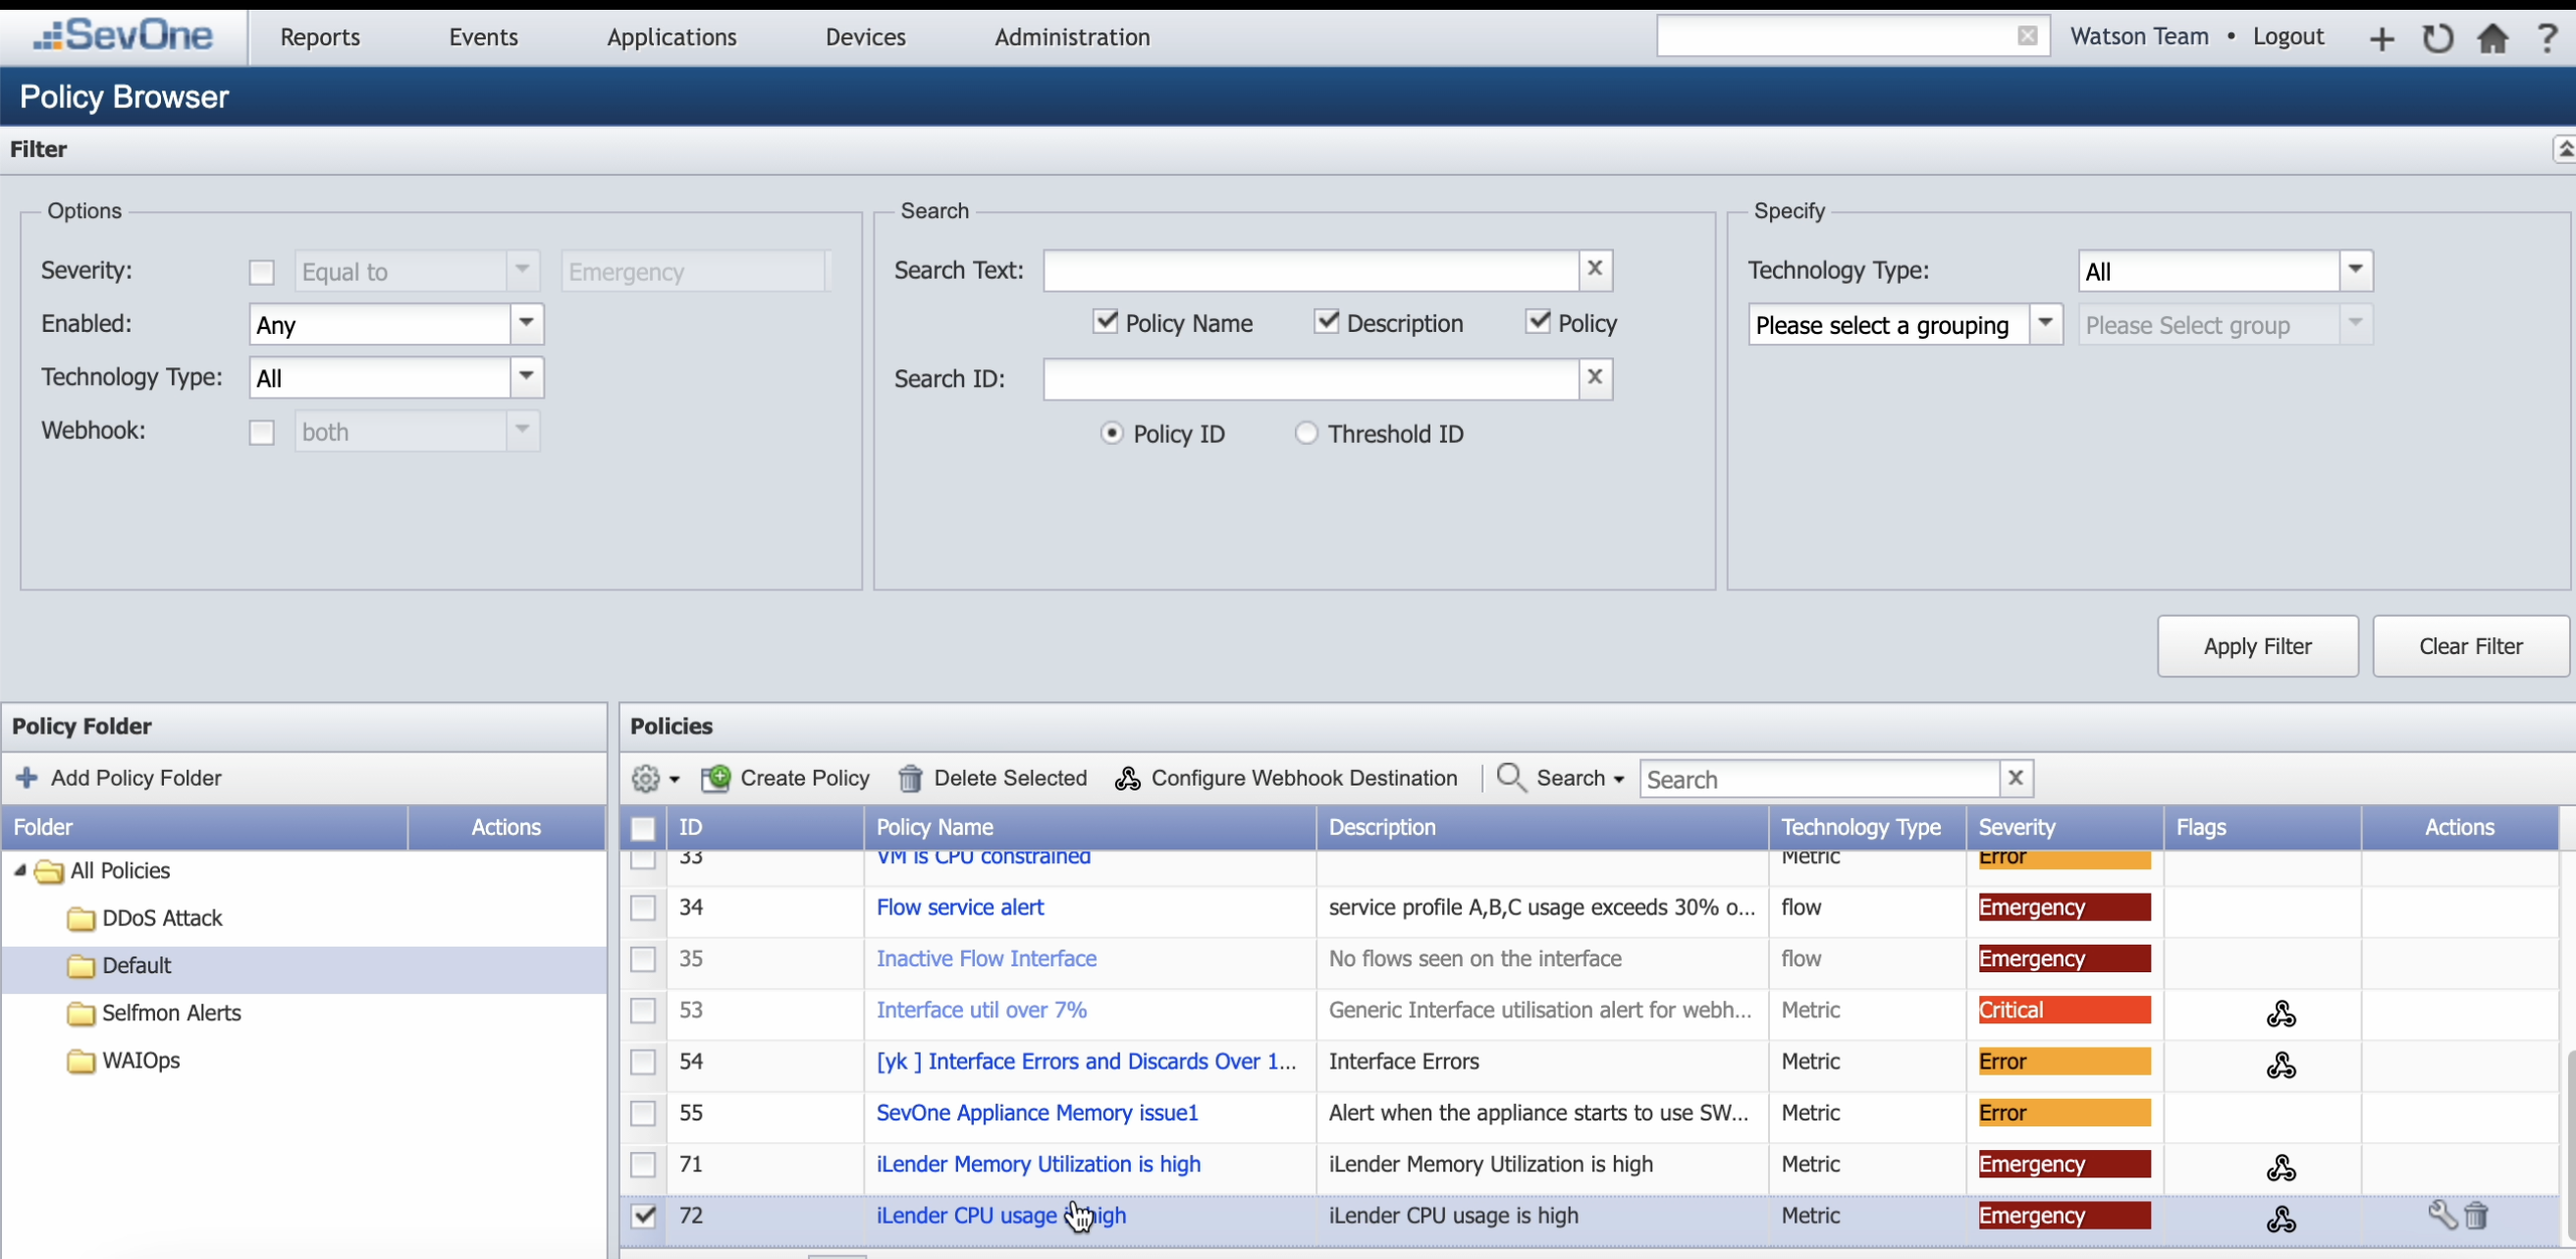 SevOne Reports Events Applications Devices Administration Watson Team • Logout
Policy Browser
Filter
Options Search Specify
Severity: Equal to Emergency Search Text: Technology Type: All
Enabled: Any Policy Name Description Policy Please select a grouping Please Select group
Technology Type: All Search ID:
Webhook: both Policy ID Threshold ID
Apply Filter Clear Filter
Policy Folder Policies
Add Policy Folder Create Policy Delete Selected Configure Webhook Destination Search Search
Folder Actions ID Policy Name Description Technology Type Severity Flags Actions
All Policies
DDoS Attack
Default
Selfmon Alerts
WAIOps
33 VM is CPU constrained Metric Error
34 Flow service alert service profile A,B,C usage exceeds 30% o... flow Emergency
35 Inactive Flow Interface No flows seen on the interface flow Emergency
53 Interface util over 7% Generic Interface utilisation alert for webh... Metric Critical
54 [yk ] Interface Errors and Discards Over 1... Interface Errors Metric Error
55 SevOne Appliance Memory issue1 Alert when the appliance starts to use SW... Metric Error
71 iLender Memory Utilization is high iLender Memory Utilization is high Metric Emergency
72 iLender CPU usage is high iLender CPU usage is high Metric Emergency